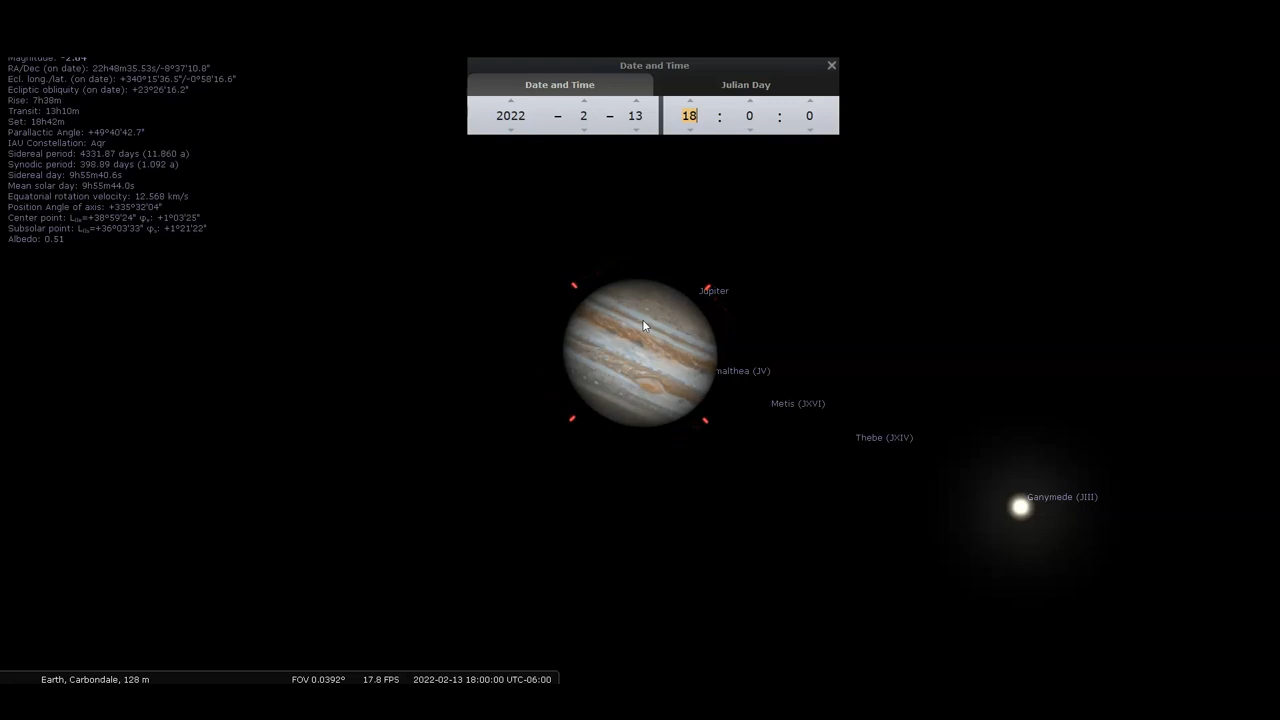 Magnitude: -2.04
RA/Dec (on date): 22h48m35.53s/-8°37'10.8"
Ecl. long./lat. (on date): +340°15'36.5"/-0°58'16.6"
Ecliptic obliquity (on date): +23°26'16.2"
Rise: 7h38m
Transit: 13h10m
Set: 18h42m
Parallactic Angle: +49°40'42.7"
IAU Constellation: Aqr
Sidereal period: 4331.87 days (11.860 a)
Synodic period: 398.89 days (1.092 a)
Sidereal day: 9h55m40.6s
Mean solar day: 9h55m44.0s
Equatorial rotation velocity: 12.568 km/s
Position Angle of axis: +335°32'04"
Center point: L₀ₛ=+38°59'24" φₑ: +1°03'25"
Subsolar point: L₀ₛ=+36°03'33" φₛ: +1°21'22"
Albedo: 0.51
Date and Time
Date and Time Julian Day
2022 – 2 – 13 18 : 0 : 0
Jupiter
malthea (JV)
Metis (JXVI)
Thebe (JXIV)
Ganymede (JIII)
Earth, Carbondale, 128 m FOV 0.0392° 17.8 FPS 2022-02-13 18:00:00 UTC-06:00